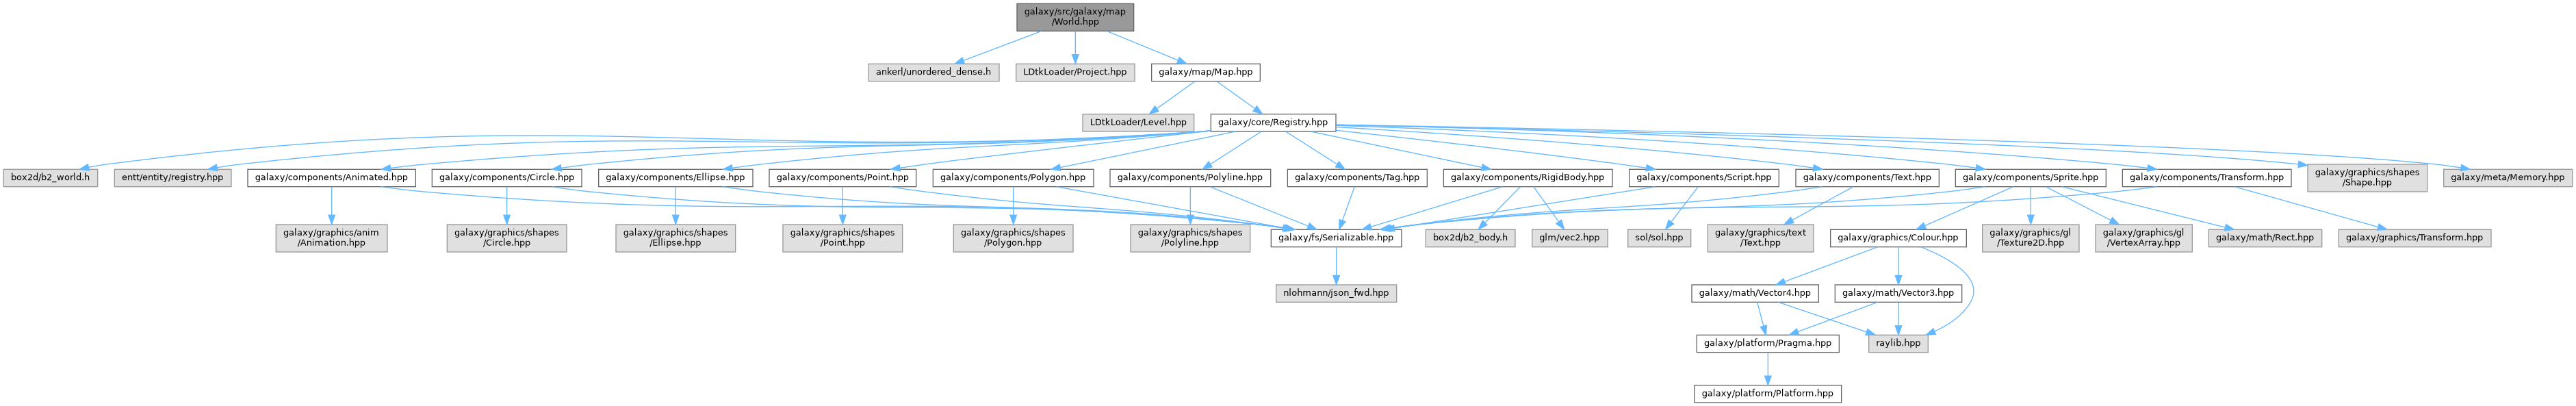 galaxy/src/galaxy/map
/World.hpp
ankerl/unordered_dense.h
LDtkLoader/Project.hpp
galaxy/map/Map.hpp
LDtkLoader/Level.hpp
galaxy/core/Registry.hpp
box2d/b2_world.h
entt/entity/registry.hpp
galaxy/components/Animated.hpp
galaxy/components/Circle.hpp
galaxy/components/Ellipse.hpp
galaxy/components/Point.hpp
galaxy/components/Polygon.hpp
galaxy/components/Polyline.hpp
galaxy/components/Tag.hpp
galaxy/components/RigidBody.hpp
galaxy/components/Script.hpp
galaxy/components/Text.hpp
galaxy/components/Sprite.hpp
galaxy/components/Transform.hpp
galaxy/graphics/shapes
/Shape.hpp
galaxy/meta/Memory.hpp
galaxy/graphics/anim
/Animation.hpp
galaxy/graphics/shapes
/Circle.hpp
galaxy/graphics/shapes
/Ellipse.hpp
galaxy/graphics/shapes
/Point.hpp
galaxy/graphics/shapes
/Polygon.hpp
galaxy/graphics/shapes
/Polyline.hpp
galaxy/fs/Serializable.hpp
box2d/b2_body.h
glm/vec2.hpp
sol/sol.hpp
galaxy/graphics/text
/Text.hpp
galaxy/graphics/Colour.hpp
galaxy/graphics/gl
/Texture2D.hpp
galaxy/graphics/gl
/VertexArray.hpp
galaxy/math/Rect.hpp
galaxy/graphics/Transform.hpp
nlohmann/json_fwd.hpp
galaxy/math/Vector4.hpp
galaxy/math/Vector3.hpp
galaxy/platform/Pragma.hpp
raylib.hpp
galaxy/platform/Platform.hpp